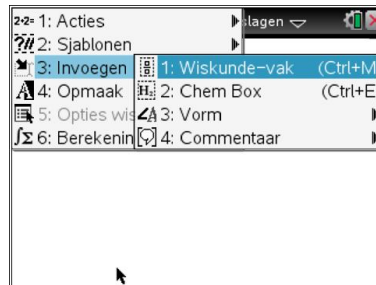 1: Acties
slagen
2: Sjablonen
3: Invoegen
1: Wiskunde-vak (Ctrl+M
4: Opmaak
2: Chem Box (Ctrl+E
5: Opties wis
3: Vorm
6: Berekenin
4: Commentaar